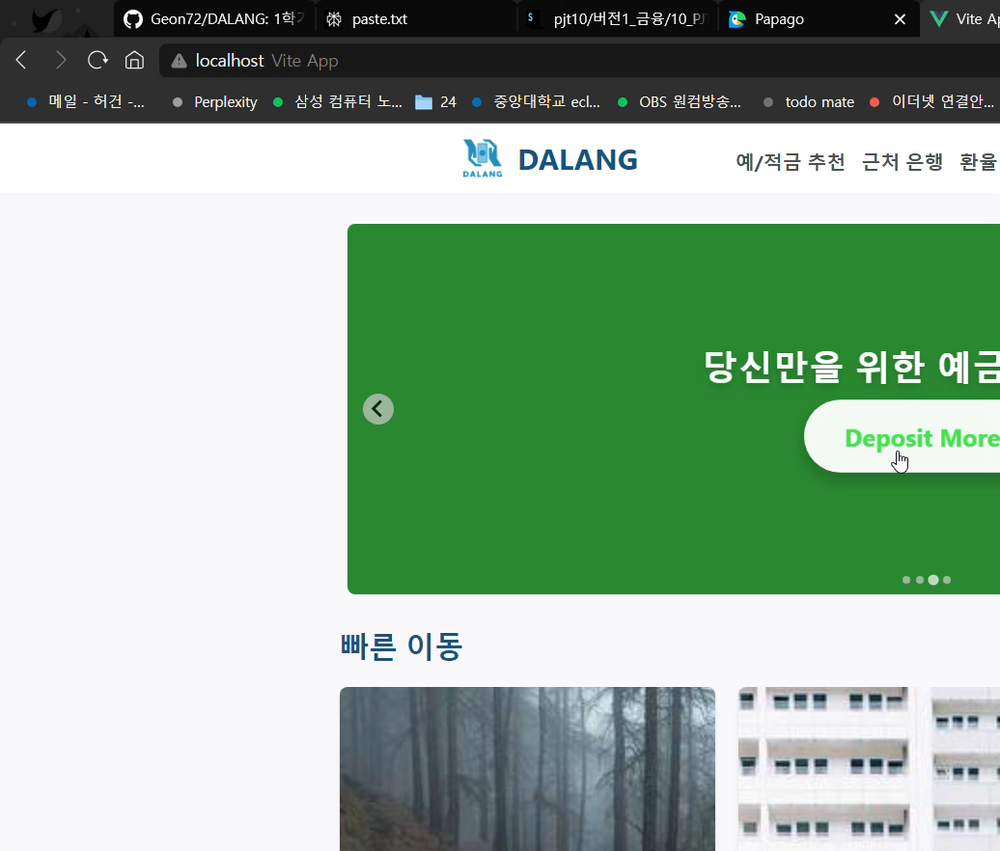 Geon72/DALANG: 1학기
paste.txt
pjt10/버전1_금융/10_PJ
Papago
Vite Ap
localhost Vite App
메일 - 허건 -...
Perplexity
삼성 컴퓨터 노...
24
중앙대학교 ecl...
OBS 원컴방송...
todo mate
이더넷 연결안...
DALANG
DALANG
예/적금 추천
근처 은행
환율
당신만을 위한 예금
Deposit More
빠른 이동